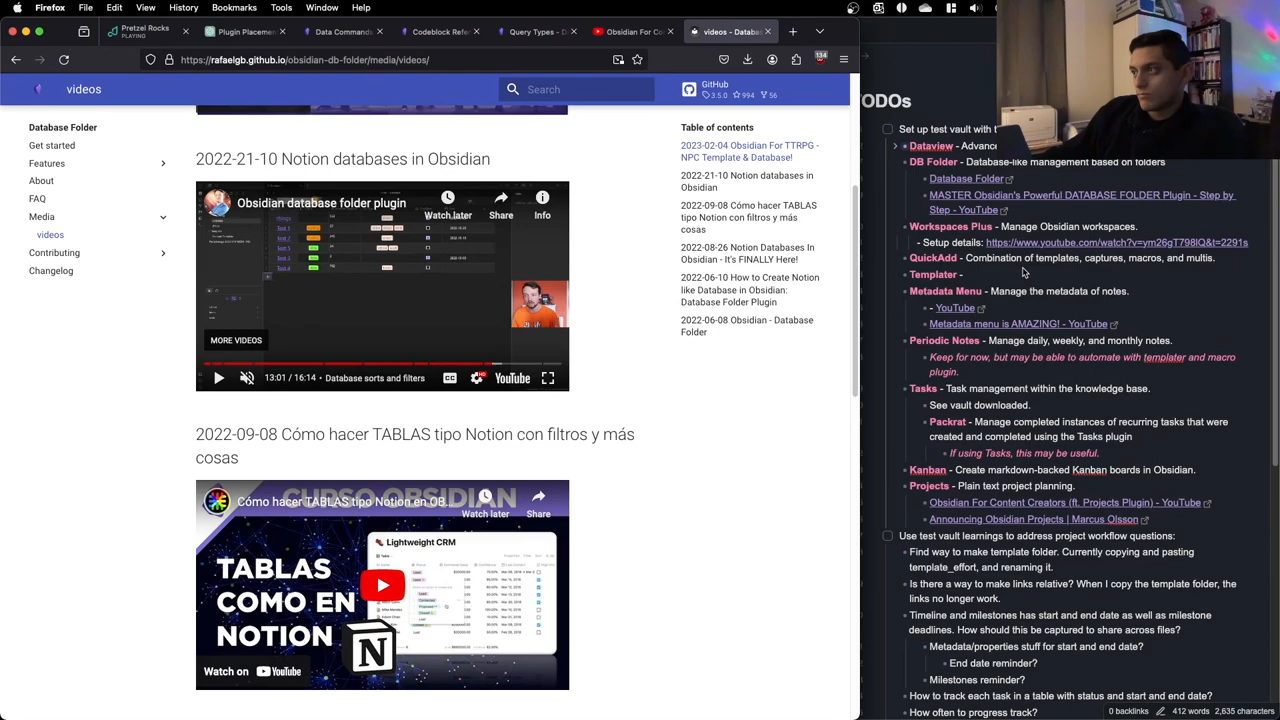 Firefox File Edit View History Bookmarks Tools Window Help
Pretzel Rocks
PLAYING
Plugin Placemen
Data Commands
Codeblock Refe
Query Types - D
Obsidian For Con
videos - Databas
https://rafaelgb.github.io/obsidian-db-folder/media/videos/
134
videos
Search
GitHub
3.5.0 994 56
Database Folder
Get started
Features
About
FAQ
Media
videos
Contributing
Changelog
2022-21-10 Notion databases in Obsidian
Obsidian database folder plugin
Watch later
Share
Info
MORE VIDEOS
13:01 / 16:14 • Database sorts and filters
CC
HD
YouTube
2022-09-08 Cómo hacer TABLAS tipo Notion con filtros y más
cosas
CURSO OBSIDIAN
Cómo hacer TABLAS tipo Notion en OB...
Watch later
Share
Lightweight CRM
TABLAS
COMO EN
NOTION
Watch on YouTube
Table of contents
2023-02-04 Obsidian For TTRPG -
NPC Template & Database!
2022-21-10 Notion databases in
Obsidian
2022-09-08 Cómo hacer TABLAS
tipo Notion con filtros y más
cosas
2022-08-26 Notion Databases In
Obsidian - It's FINALLY Here!
2022-06-10 How to Create Notion
like Database in Obsidian:
Database Folder Plugin
2022-06-08 Obsidian - Database
Folder
ODOs
Set up test vault with t
Dataview - Advance
DB Folder - Database-like management based on folders
Database Folder
MASTER Obsidian's Powerful DATABASE FOLDER Plugin - Step by
Step - YouTube
Workspaces Plus - Manage Obsidian workspaces.
- Setup details:
QuickAdd - Combination of templates, captures, macros, and multis.
Templater -
Metadata Menu - Manage the metadata of notes.
- YouTube
Metadata menu is AMAZING! - YouTube
Periodic Notes - Manage daily, weekly, and monthly notes.
Keep for now, but may be able to automate with templater and macro
plugin.
Tasks - Task management within the knowledge base.
See vault downloaded.
Packrat - Manage completed instances of recurring tasks that were
created and completed using the Tasks plugin
If using Tasks, this may be useful.
Kanban - Create markdown-backed Kanban boards in Obsidian.
Projects - Plain text project planning.
Obsidian For Content Creators (ft. Projects Plugin) - YouTube
Announcing Obsidian Projects | Marcus Olsson
Use test vault learnings to address project workflow questions:
Find way to make template folder. Currently copying and pasting
template_effort, and renaming it.
Is there a way to make links relative? When I copy the entire folder, the
links no longer work.
Timeline in milestones has start and end date as well as milestone
deadlines. How should this be captured to share across files?
Metadata/properties stuff for start and end date?
End date reminder?
Milestones reminder?
How to track each task in a table with status and start and end date?
How often to progress track?
0 backlinks 412 words 2,635 characters